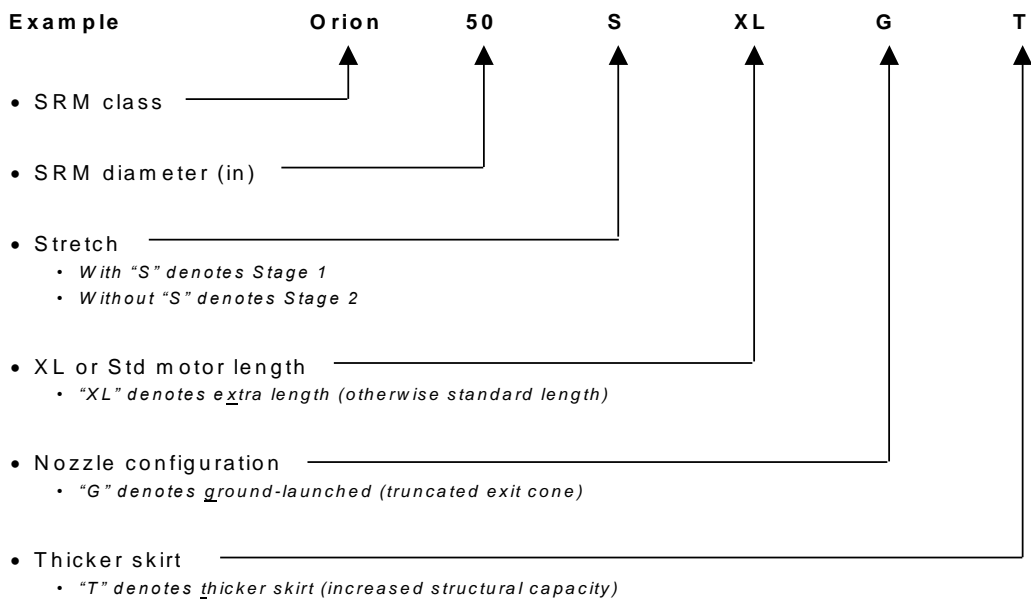 Example Orion 50 S XL G T
• SRM class
• SRM diameter (in)
• Stretch
• With “S” denotes Stage 1
• Without “S” denotes Stage 2
• XL or Std motor length
• “XL” denotes extra length (otherwise standard length)
• Nozzle configuration
• “G” denotes ground-launched (truncated exit cone)
• Thicker skirt
• “T” denotes thicker skirt (increased structural capacity)